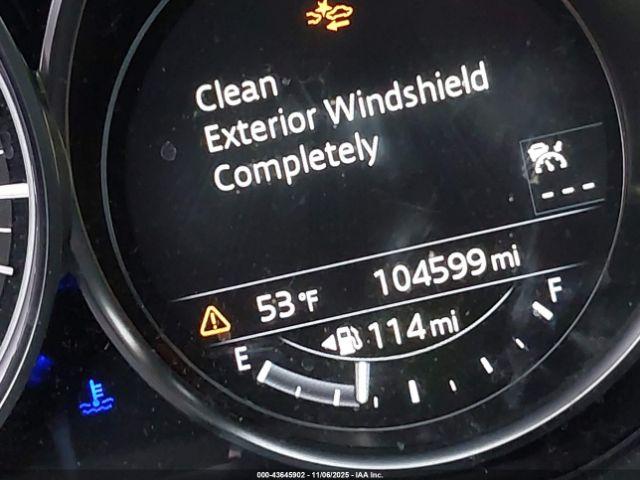 Clean
Exterior Windshield
Completely
---
53°F 104599 mi
114 mi
E F
000-43645902 - 11/06/2025 - IAA Inc.